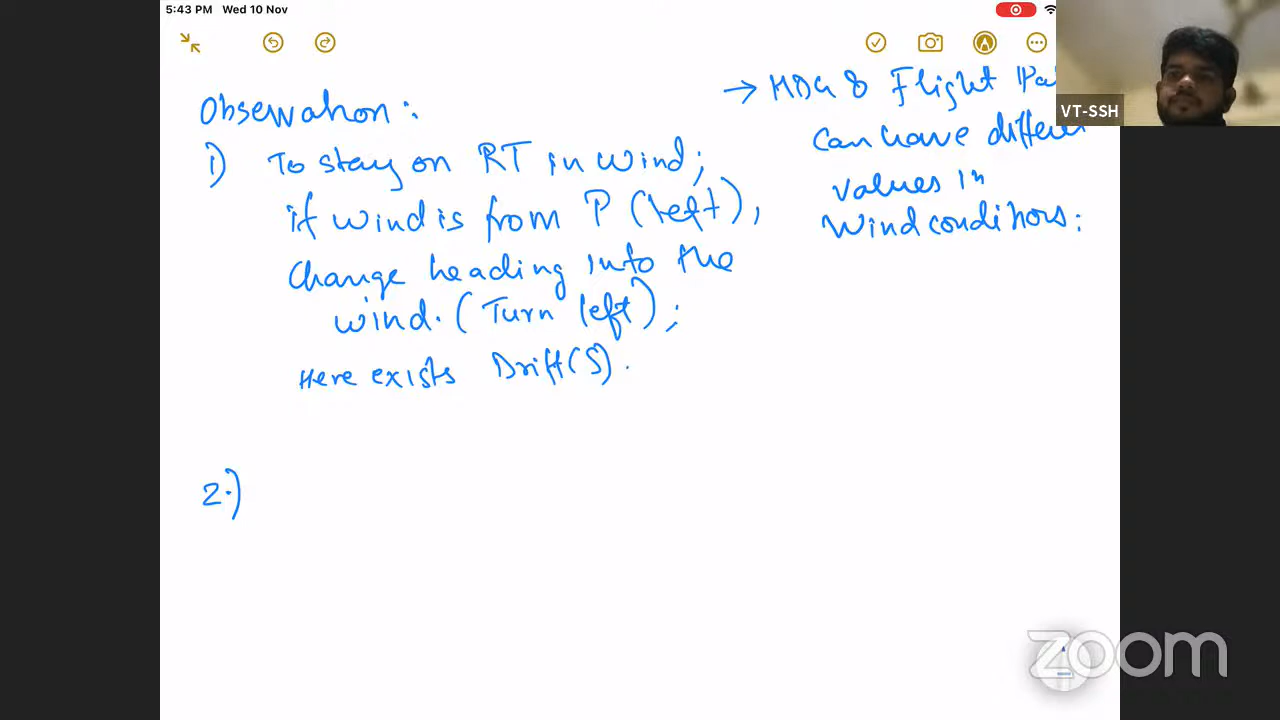 5:43 PM Wed 10 Nov
Observation:
1) To stay on RT in wind;
if wind is from P (left),
change heading into the
wind. (Turn left);
Here exists Drift(S).
2.)
→ HDG & Flight Pa
can have differen
values in
wind conditions:
VT-SSH
zoom